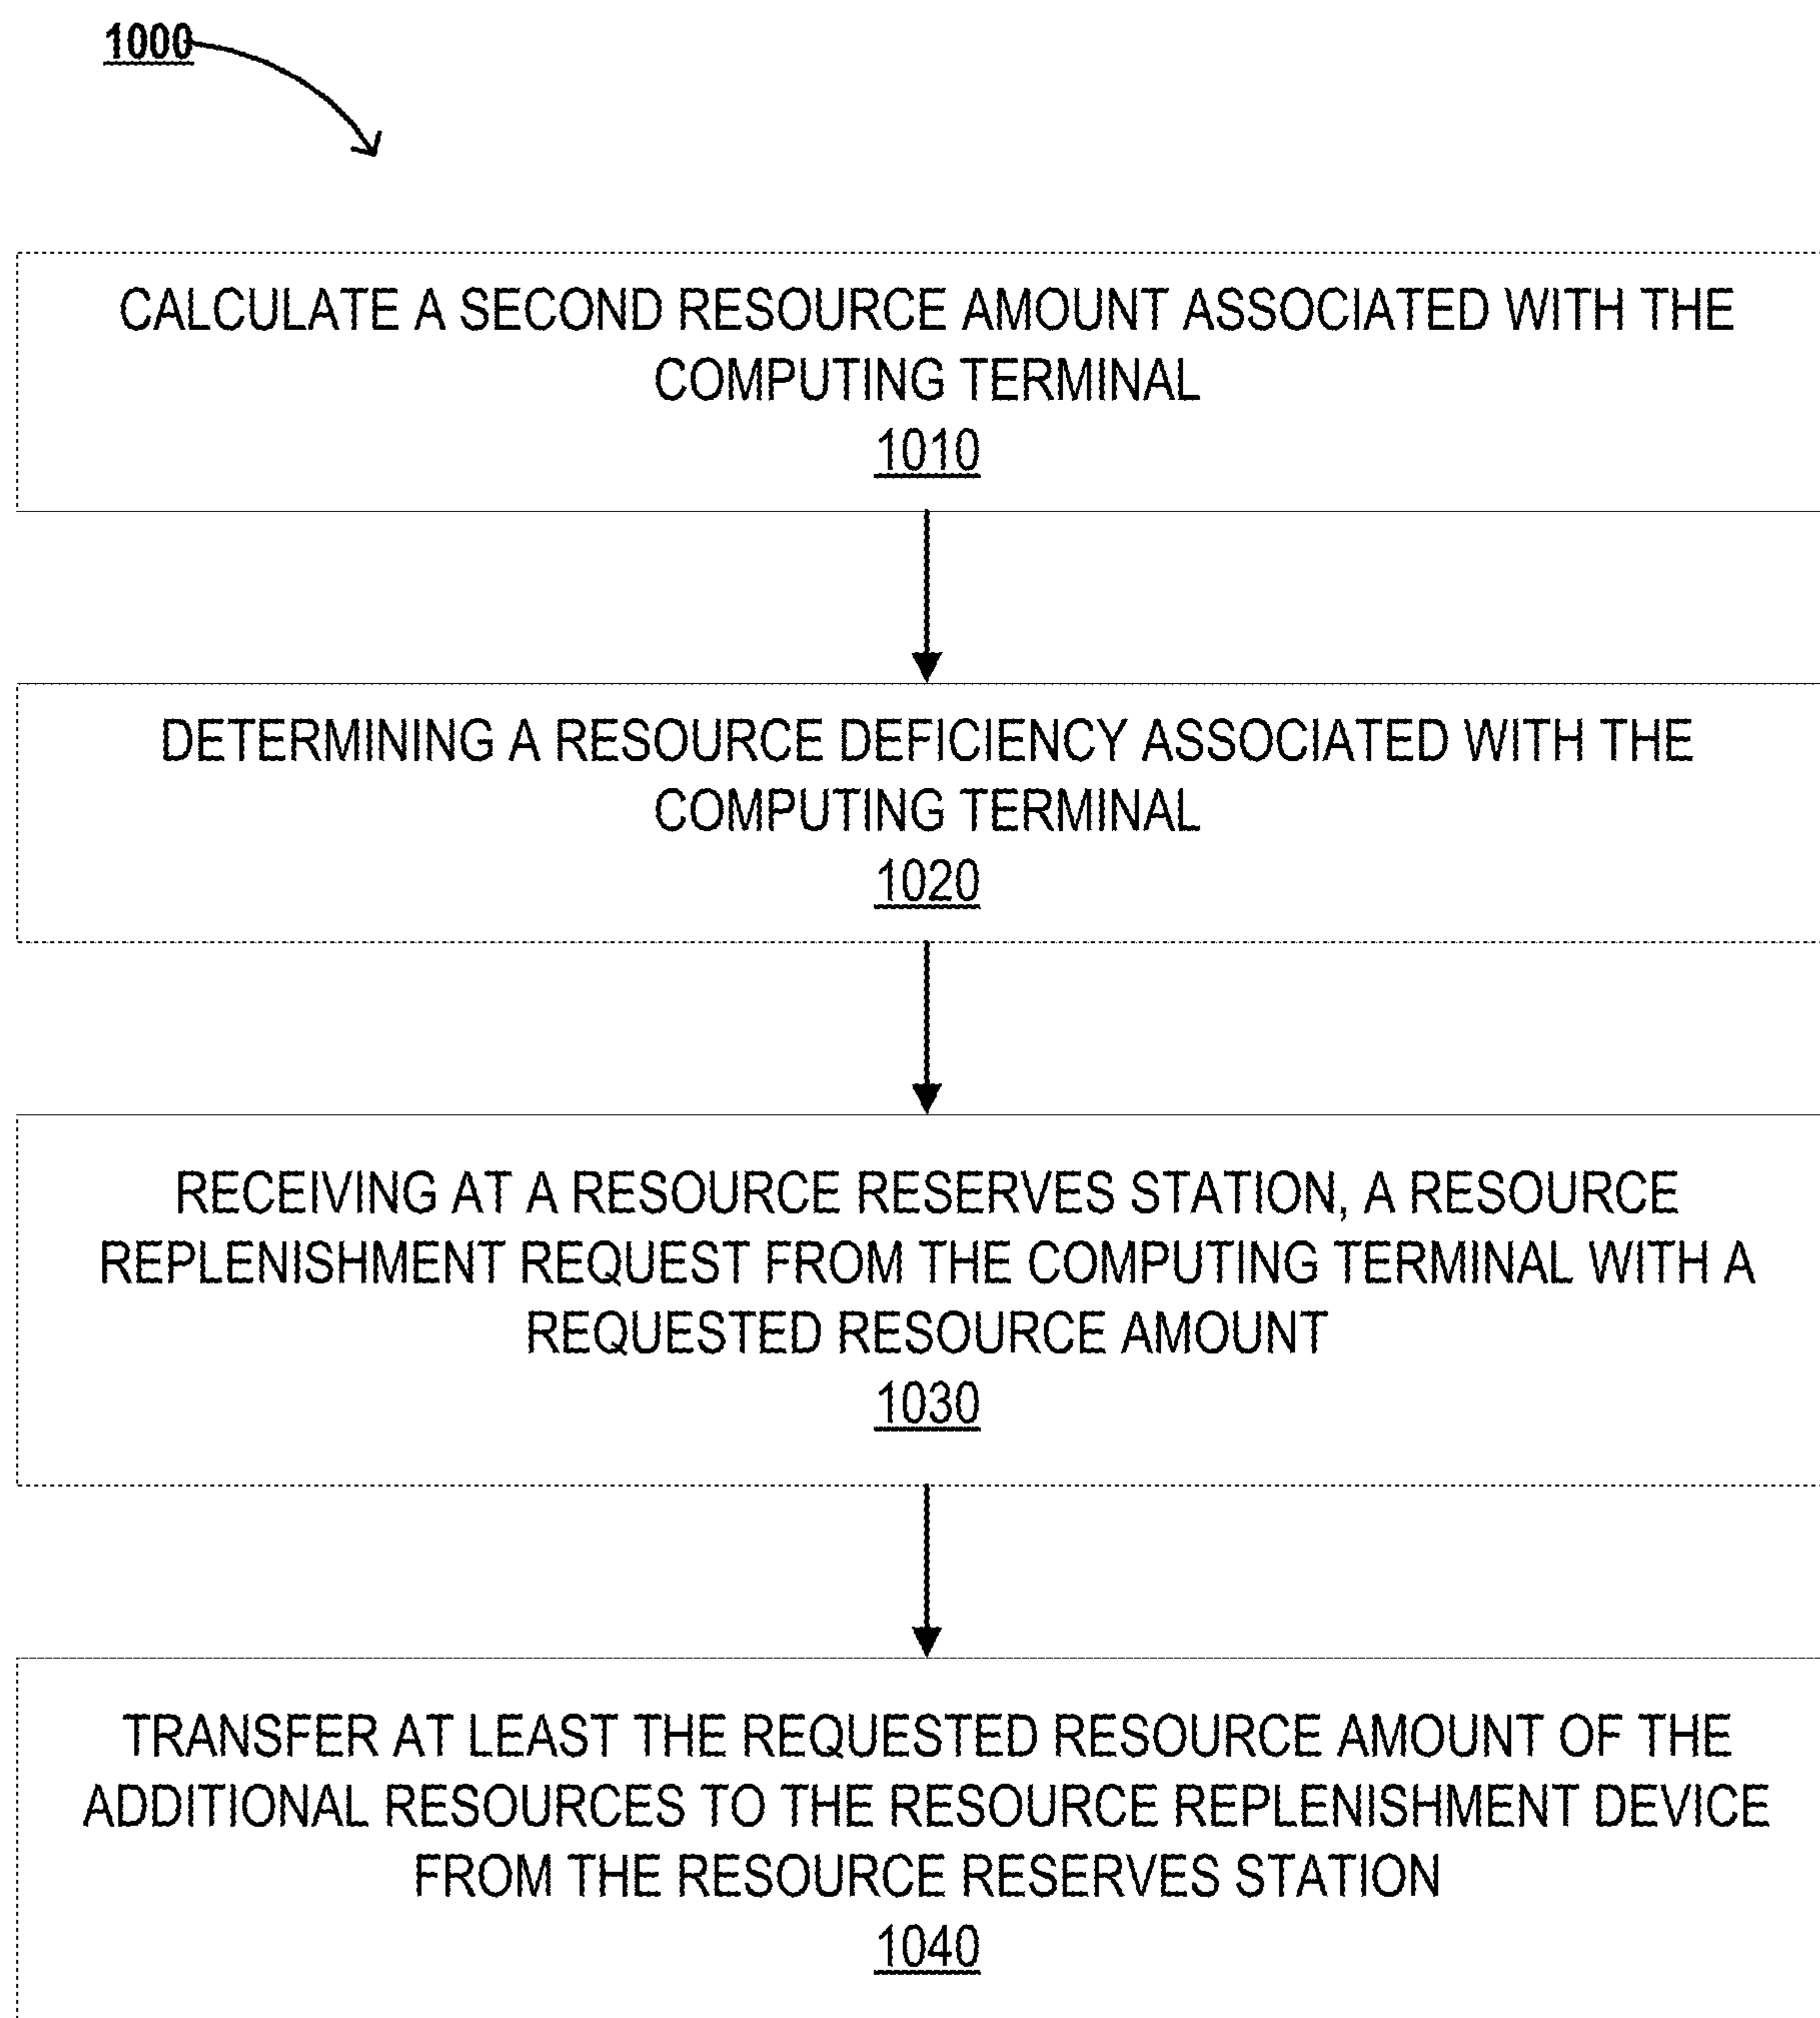 1000
CALCULATE A SECOND RESOURCE AMOUNT ASSOCIATED WITH THE
COMPUTING TERMINAL
1010
DETERMINING A RESOURCE DEFICIENCY ASSOCIATED WITH THE
COMPUTING TERMINAL
1020
RECEIVING AT A RESOURCE RESERVES STATION, A RESOURCE
REPLENISHMENT REQUEST FROM THE COMPUTING TERMINAL WITH A
REQUESTED RESOURCE AMOUNT
1030
TRANSFER AT LEAST THE REQUESTED RESOURCE AMOUNT OF THE
ADDITIONAL RESOURCES TO THE RESOURCE REPLENISHMENT DEVICE
FROM THE RESOURCE RESERVES STATION
1040